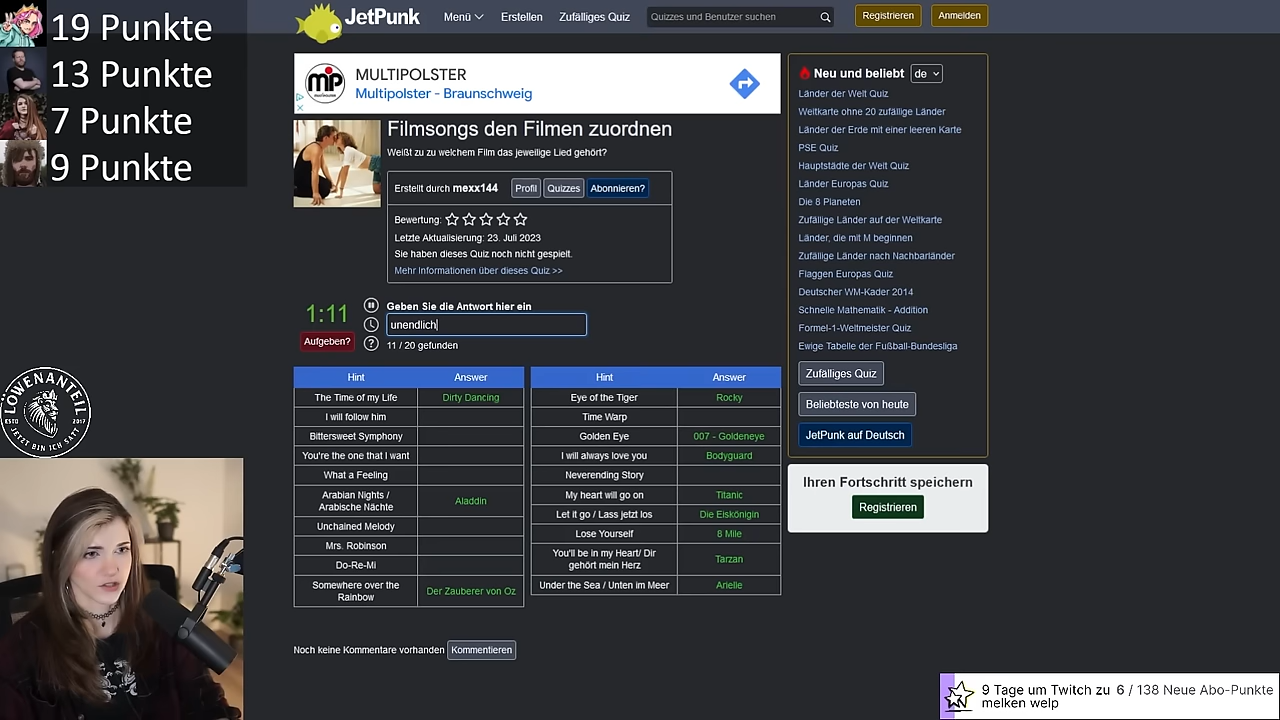 19 Punkte
13 Punkte
7 Punkte
9 Punkte
JetPunk
Menü
Erstellen
Zufälliges Quiz
Quizzes und Benutzer suchen
Registrieren
Anmelden
mp
MULTIPOLSTER
Multipolster - Braunschweig
Filmsongs den Filmen zuordnen
Weißt zu zu welchem Film das jeweilige Lied gehört?
Erstellt durch mexx144
Profil
Quizzes
Abonnieren?
Bewertung:
Letzte Aktualisierung: 23. Juli 2023
Sie haben dieses Quiz noch nicht gespielt.
Mehr Informationen über dieses Quiz >>
1:11
Aufgeben?
Geben Sie die Antwort hier ein
unendlich
11 / 20 gefunden
Hint Answer
The Time of my Life Dirty Dancing
I will follow him
Bittersweet Symphony
You're the one that I want
What a Feeling
Arabian Nights /
Arabische Nächte
Aladdin
Unchained Melody
Mrs. Robinson
Do-Re-Mi
Somewhere over the
Rainbow
Der Zauberer von Oz
Hint Answer
Eye of the Tiger Rocky
Time Warp
Golden Eye 007 - Goldeneye
I will always love you Bodyguard
Neverending Story
My heart will go on Titanic
Let it go / Lass jetzt los Die Eiskönigin
Lose Yourself 8 Mile
You'll be in my Heart/ Dir
gehört mein Herz
Tarzan
Under the Sea / Unten im Meer Arielle
Noch keine Kommentare vorhanden
Kommentieren
Neu und beliebt
de
Länder der Welt Quiz
Weltkarte ohne 20 zufällige Länder
Länder der Erde mit einer leeren Karte
PSE Quiz
Hauptstädte der Welt Quiz
Länder Europas Quiz
Die 8 Planeten
Zufällige Länder auf der Weltkarte
Länder, die mit M beginnen
Zufällige Länder nach Nachbarländer
Flaggen Europas Quiz
Deutscher WM-Kader 2014
Schnelle Mathematik - Addition
Formel-1-Weltmeister Quiz
Ewige Tabelle der Fußball-Bundesliga
Zufälliges Quiz
Beliebteste von heute
JetPunk auf Deutsch
Ihren Fortschritt speichern
Registrieren
LÖWENANTEIL
ESTD 2017
JETZT BIN ICH SATT
9 Tage um Twitch zu 6 / 138 Neue Abo-Punkte
melken welp